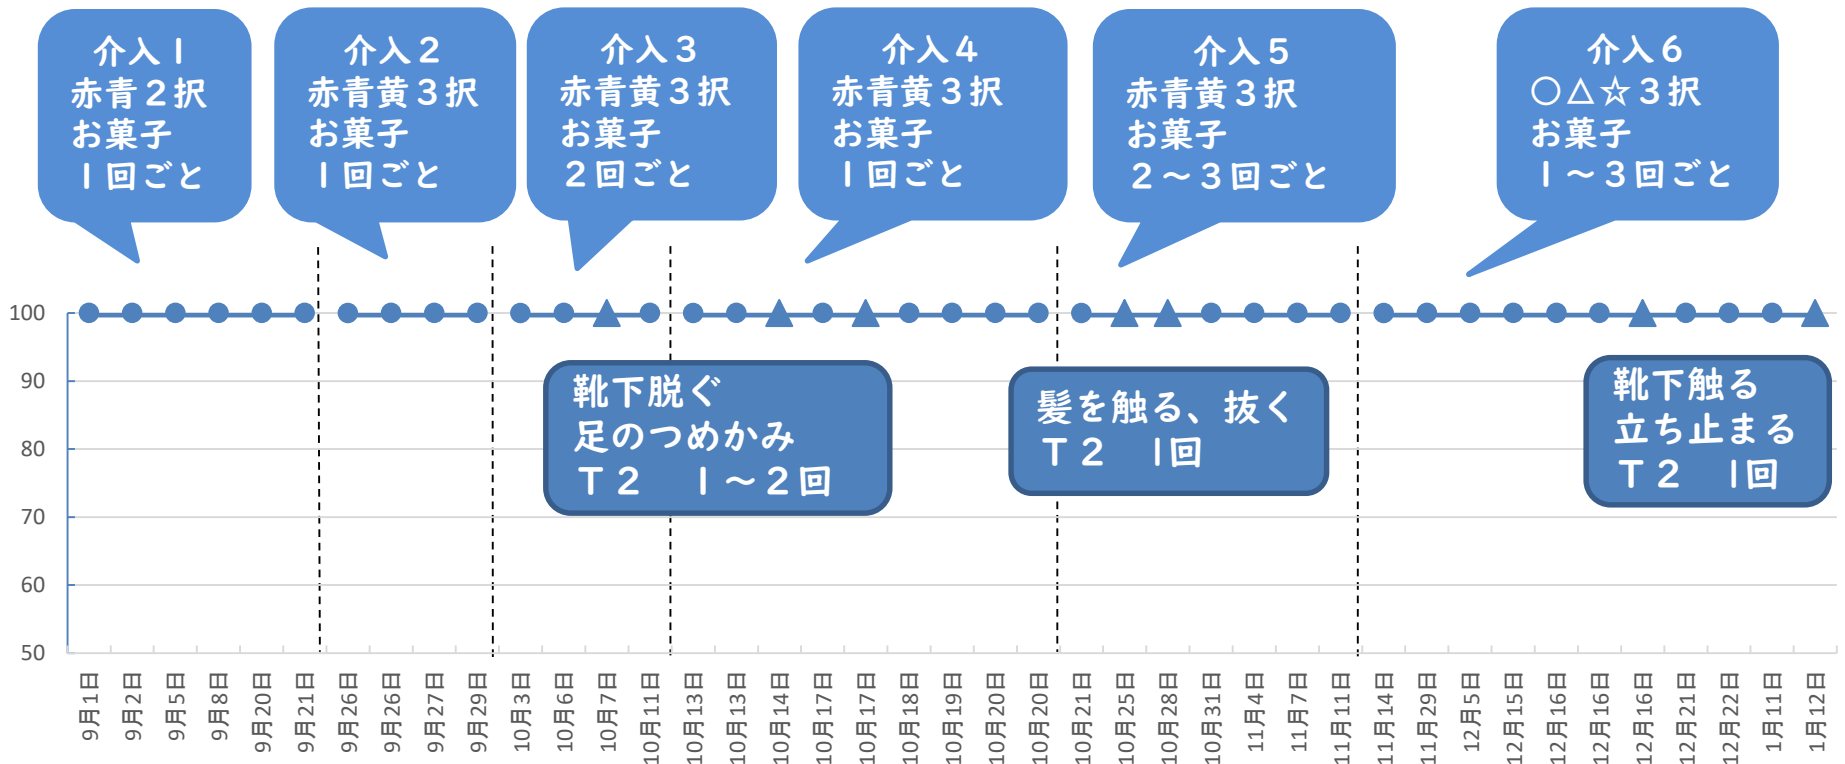 介入1
赤青2択
お菓子
1回ごと
介入2
赤青黄3択
お菓子
1回ごと
介入3
赤青黄3択
お菓子
2回ごと
介入4
赤青黄3択
お菓子
1回ごと
介入5
赤青黄3択
お菓子
2~3回ごと
介入6
○△☆3択
お菓子
1~3回ごと
100
90
80
70
60
50
靴下脱ぐ
足のつめかみ
T2 1~2回
髪を触る、抜く
T2 1回
靴下触る
立ち止まる
T2 1回
9月1日
9月2日
9月5日
9月8日
9月20日
9月21日
9月26日
9月26日
9月27日
9月29日
10月3日
10月6日
10月7日
10月11日
10月13日
10月13日
10月14日
10月17日
10月17日
10月18日
10月19日
10月20日
10月20日
10月21日
10月25日
10月28日
10月31日
11月4日
11月7日
11月11日
11月14日
11月29日
12月5日
12月15日
12月16日
12月16日
12月16日
12月21日
12月22日
1月11日
1月12日